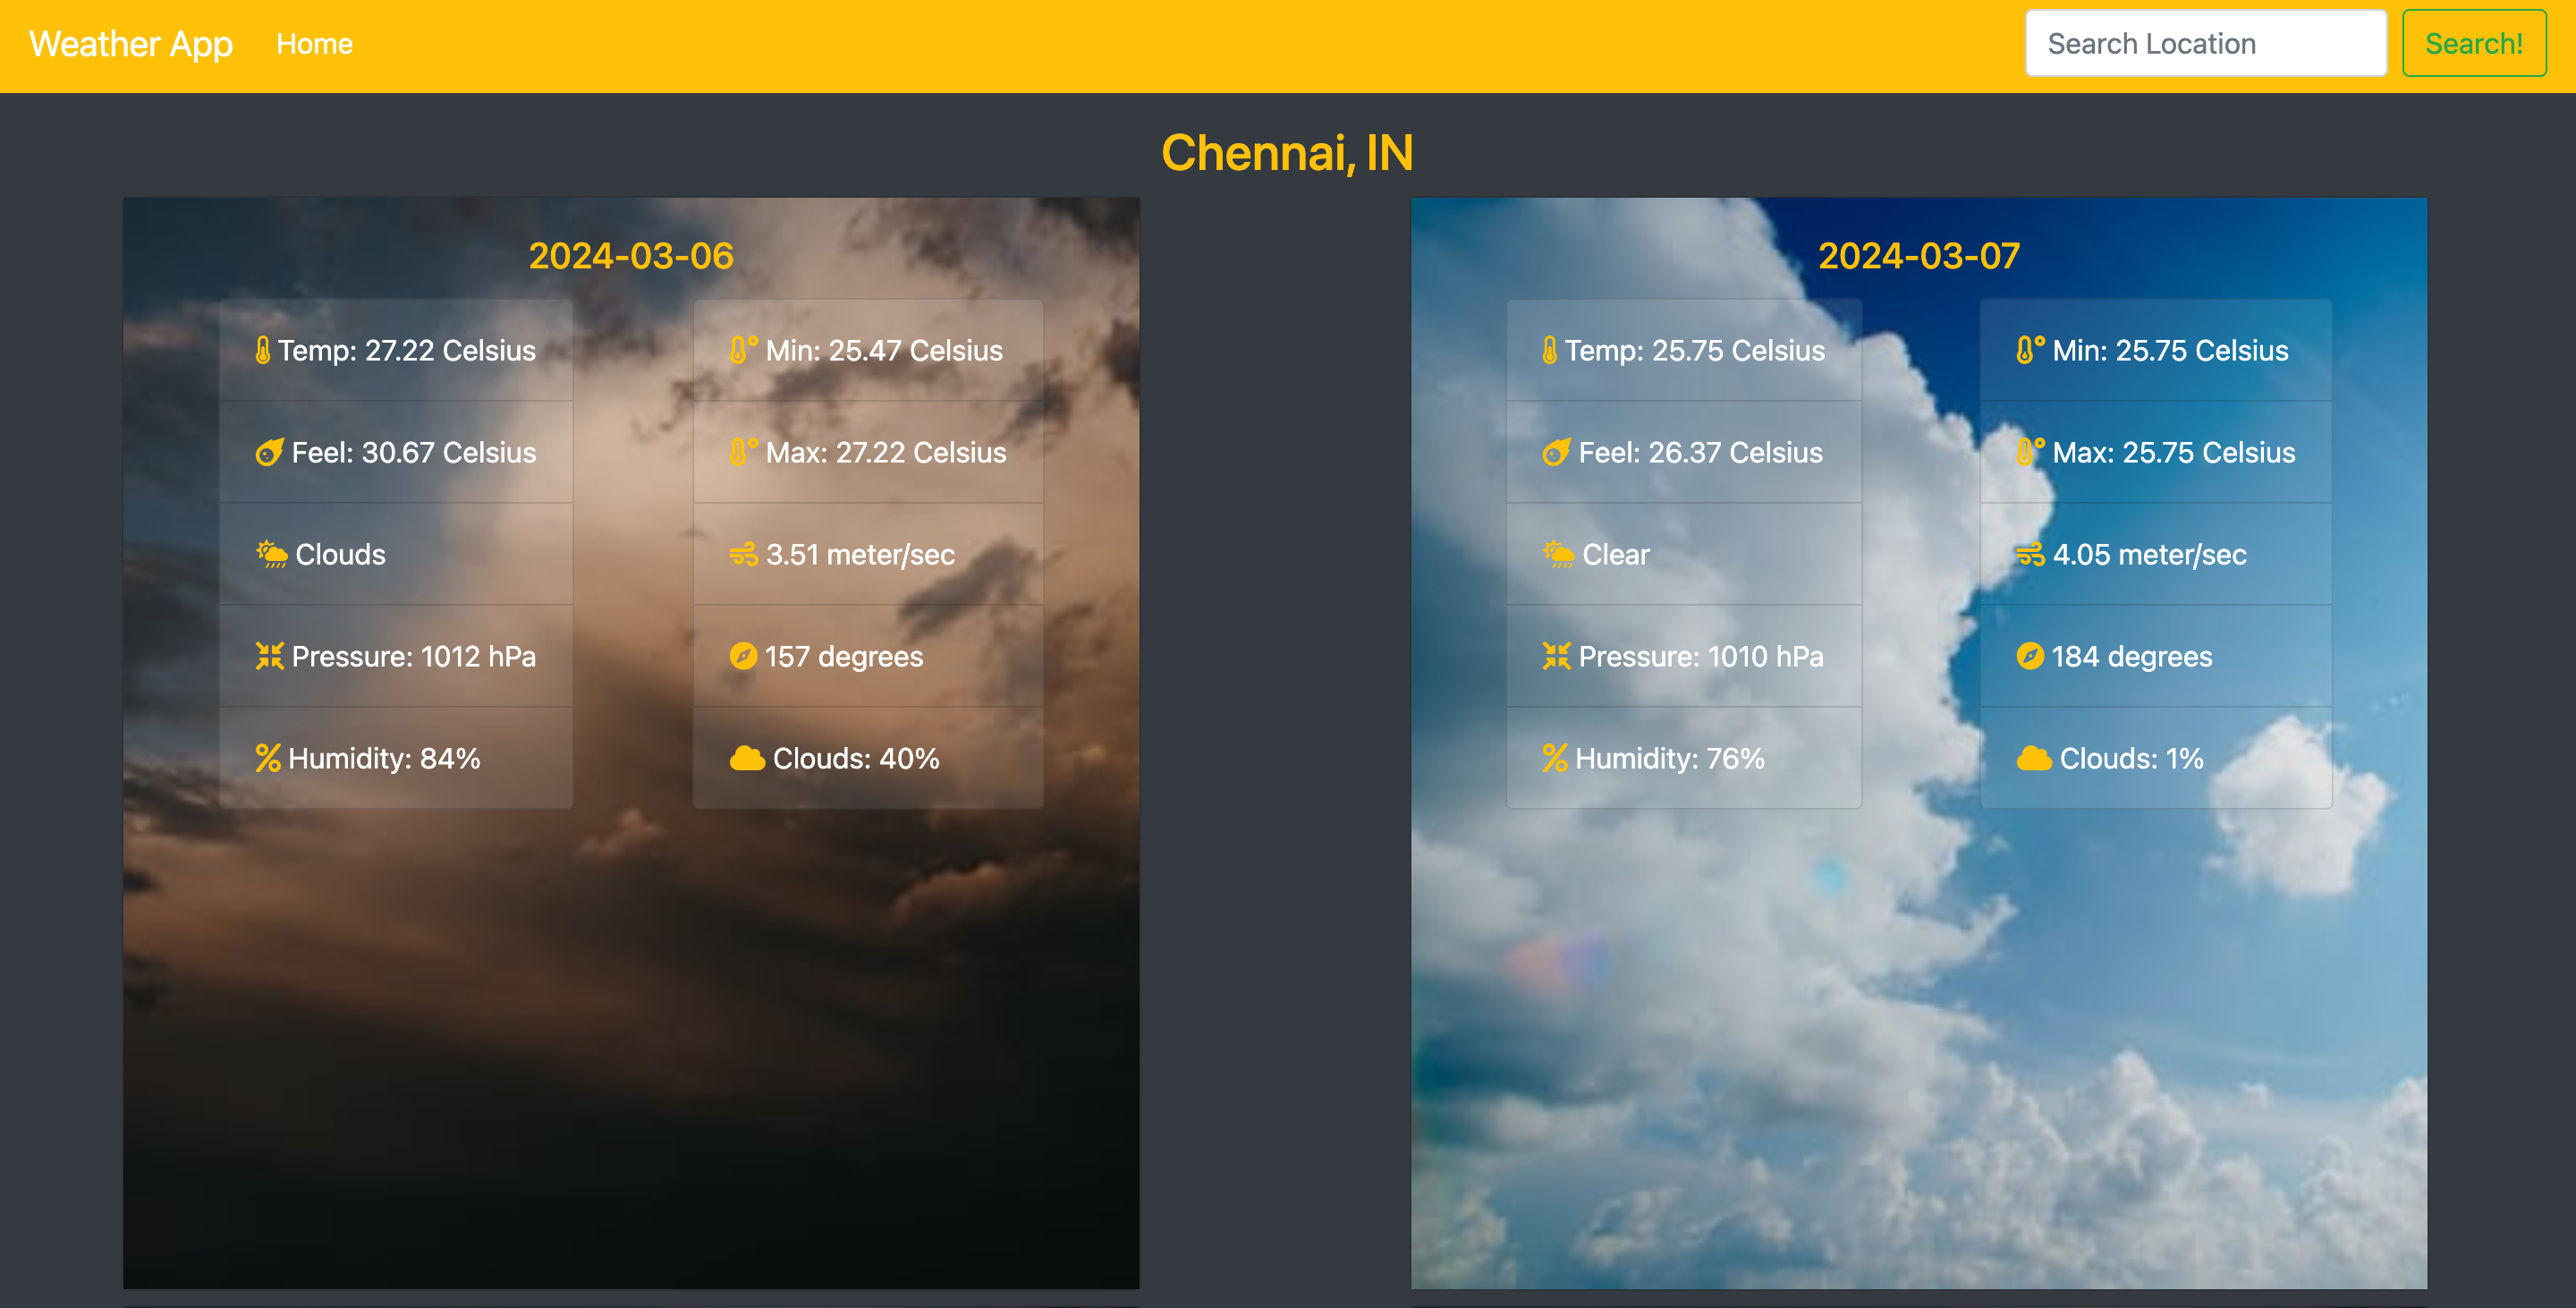 Weather App Home Search Location Search!
Chennai, IN
2024-03-06
Temp: 27.22 Celsius
Feel: 30.67 Celsius
Clouds
Pressure: 1012 hPa
Humidity: 84%
Min: 25.47 Celsius
Max: 27.22 Celsius
3.51 meter/sec
157 degrees
Clouds: 40%
2024-03-07
Temp: 25.75 Celsius
Feel: 26.37 Celsius
Clear
Pressure: 1010 hPa
Humidity: 76%
Min: 25.75 Celsius
Max: 25.75 Celsius
4.05 meter/sec
184 degrees
Clouds: 1%